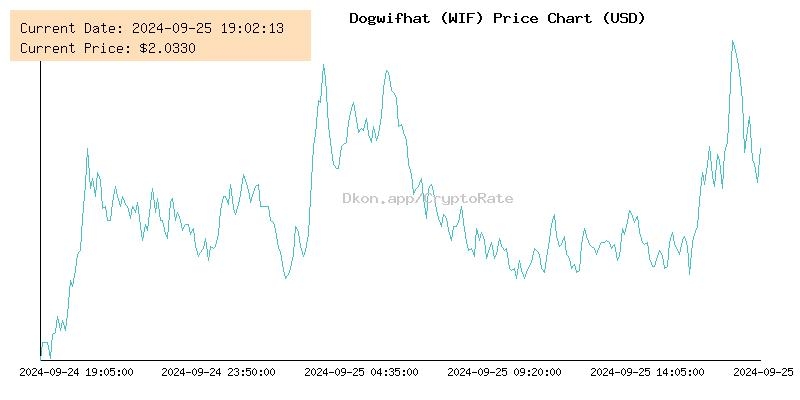 Dogwifhat (WIF) Price Chart (USD)
Current Date: 2024-09-25 19:02:13
Current Price: $2.0330
Dkon.app/CryptoRate
2024-09-24 19:05:00 2024-09-24 23:50:00 2024-09-25 04:35:00 2024-09-25 09:20:00 2024-09-25 14:05:00 2024-09-25